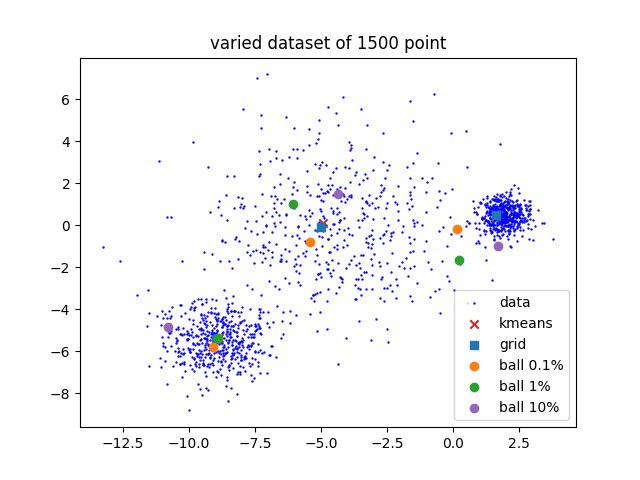 varied dataset of 1500 point
6
4
2
0
−2
−4
−6
−8
data
kmeans
grid
ball 0.1%
ball 1%
ball 10%
−12.5 −10.0 −7.5 −5.0 −2.5 0.0 2.5